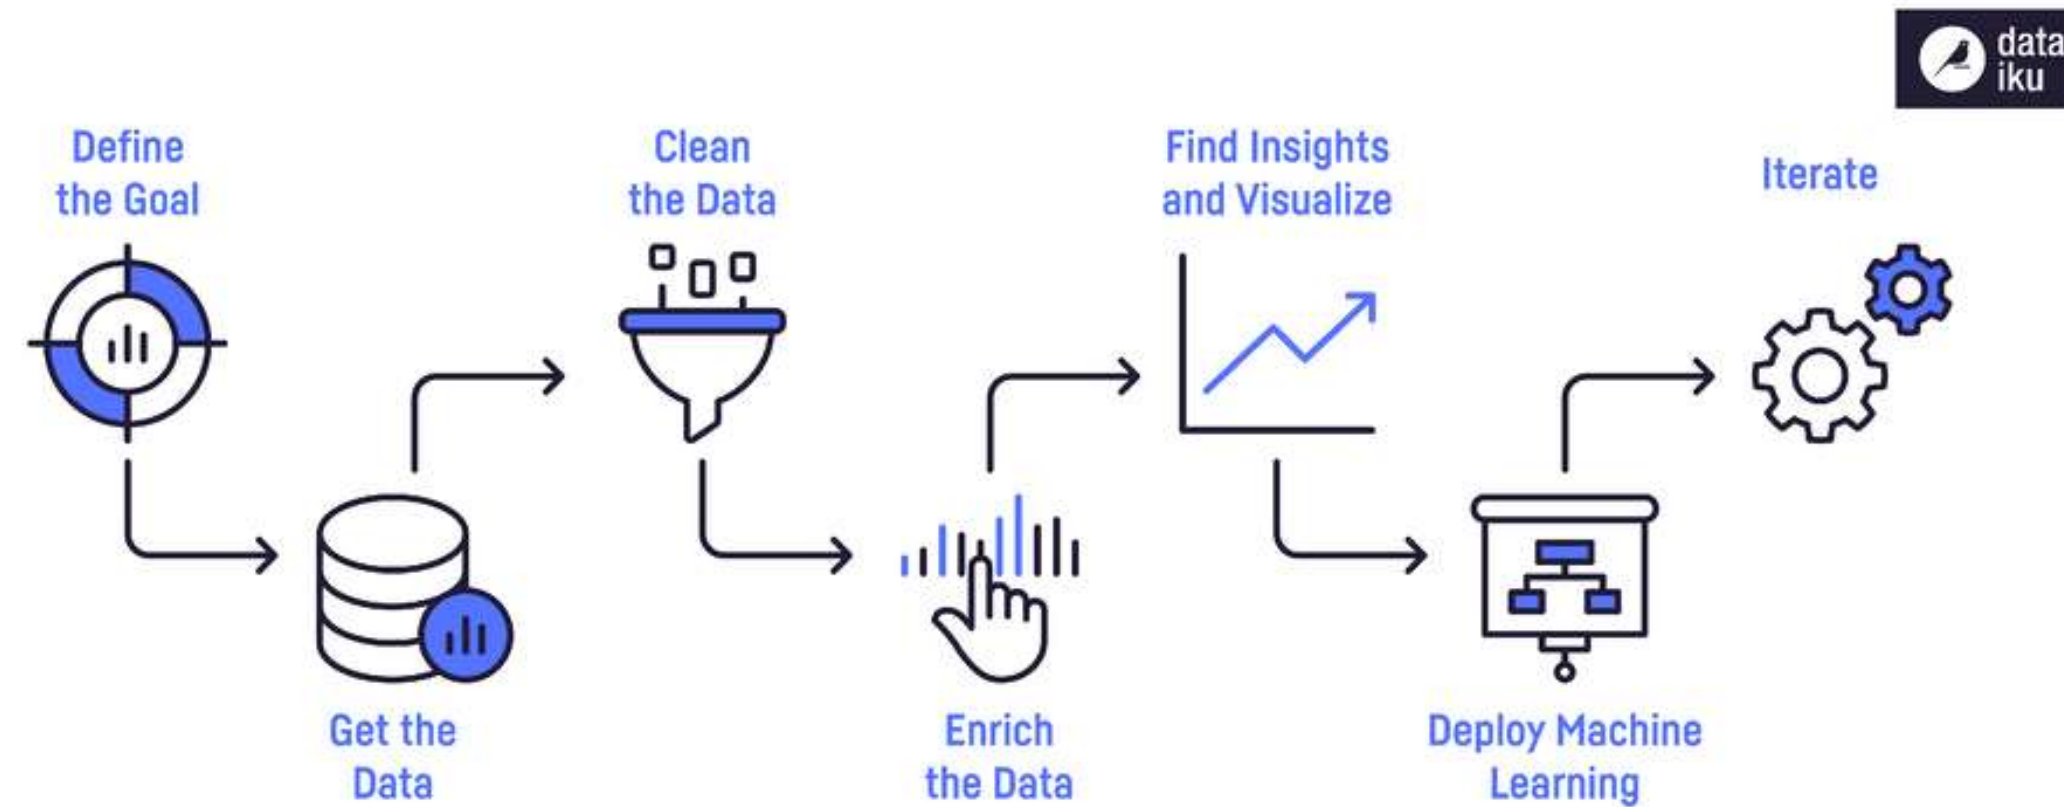 data
iku
Define
the Goal
Get the
Data
Clean
the Data
Enrich
the Data
Find Insights
and Visualize
Deploy Machine
Learning
Iterate